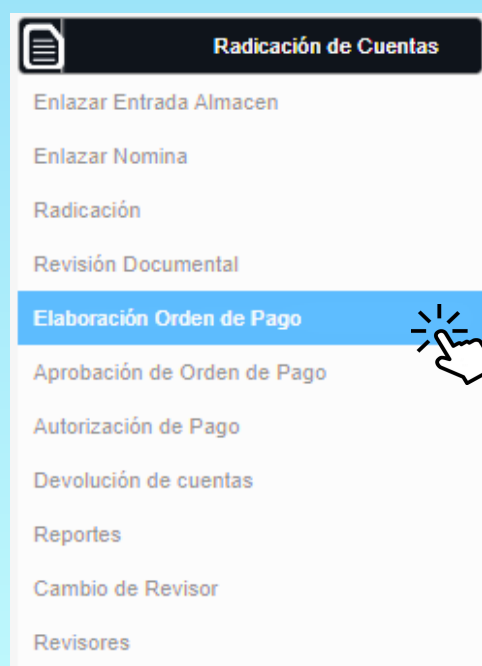 Radicación de Cuentas
Enlazar Entrada Almacen
Enlazar Nomina
Radicación
Revisión Documental
Elaboración Orden de Pago
Aprobación de Orden de Pago
Autorización de Pago
Devolución de cuentas
Reportes
Cambio de Revisor
Revisores